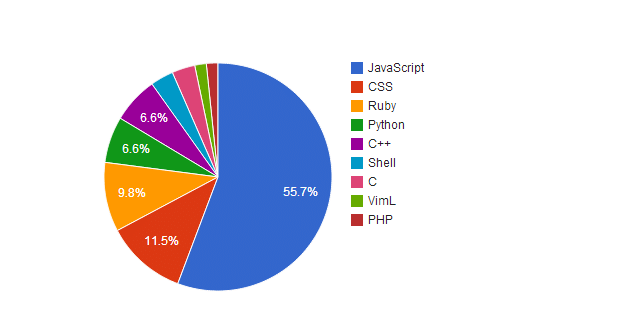 JavaScript
CSS
Ruby
Python
C++
Shell
C
VimL
PHP
6.6%
6.6%
9.8%
11.5%
55.7%